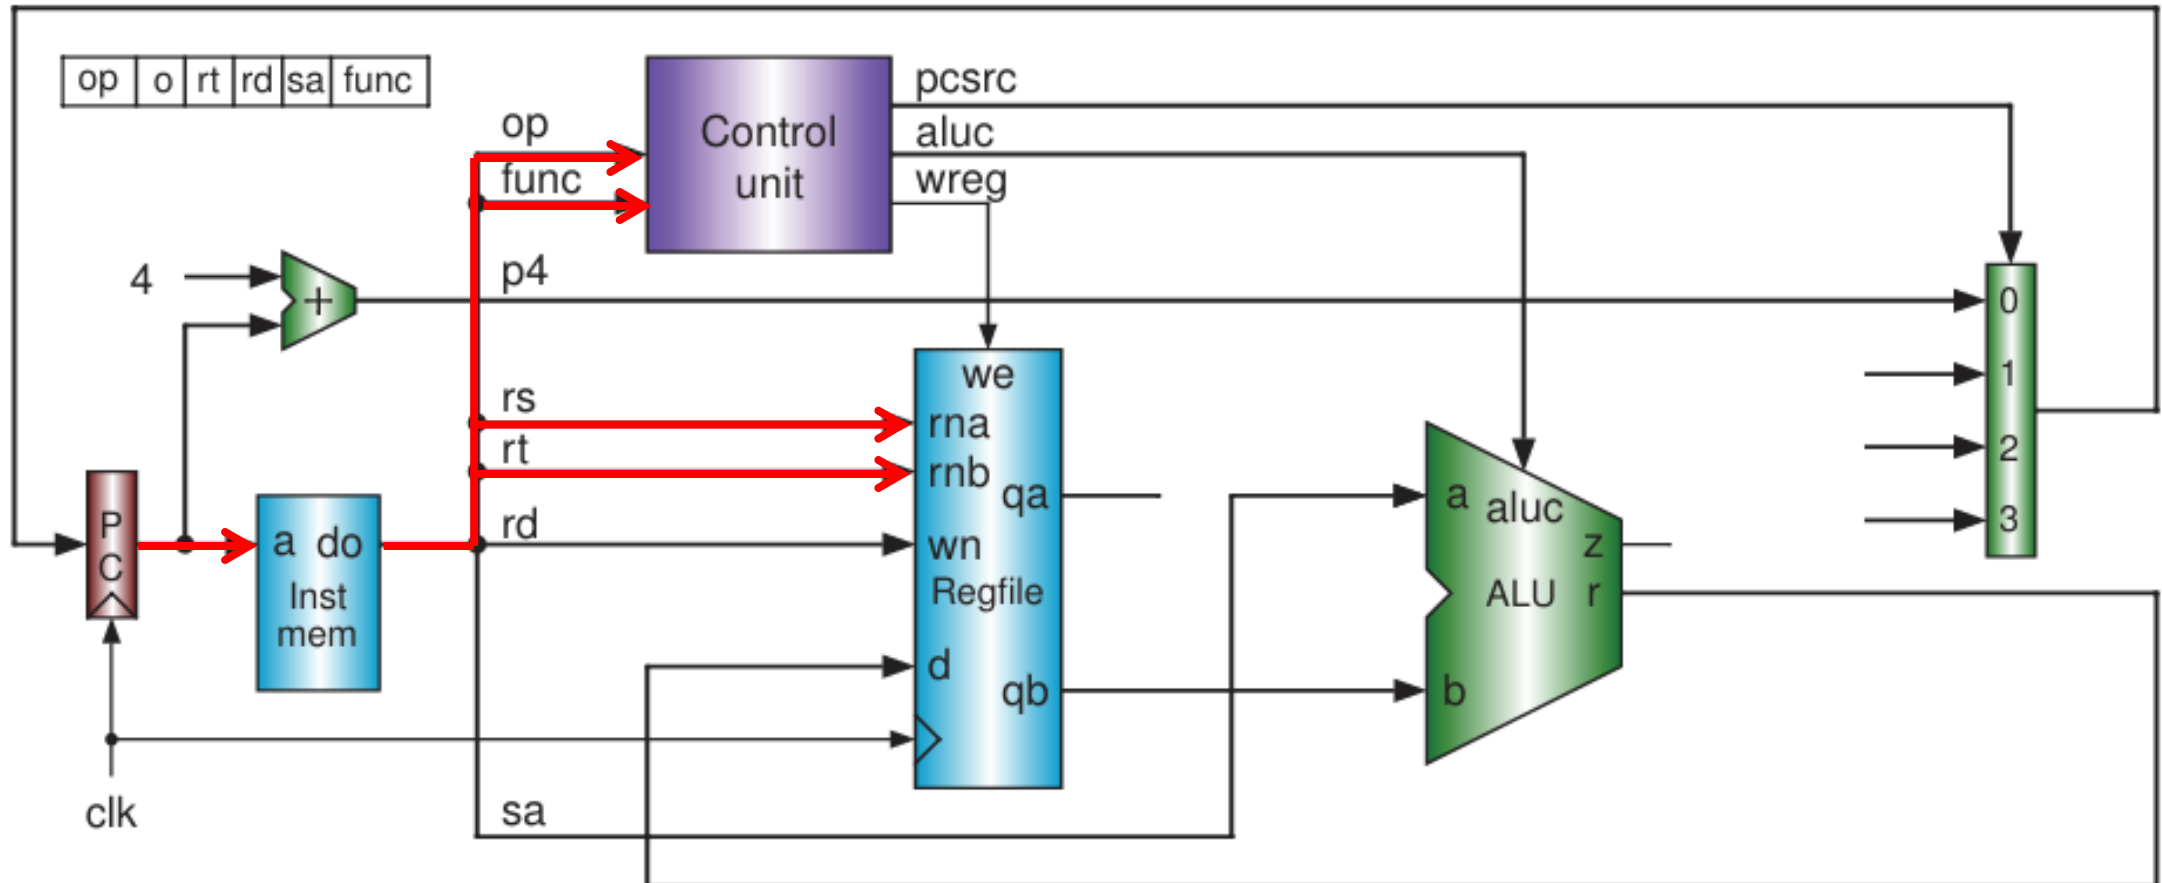 op o rt rd sa func
op
func
Control
unit
pcsrc
aluc
wreg
4
+
p4
0
1
2
3
rs
rt
rd
we
rna
rnb
qa
wn
Regfile
d
qb
a aluc
z
ALU r
b
P
C
a do
Inst
mem
clk
sa